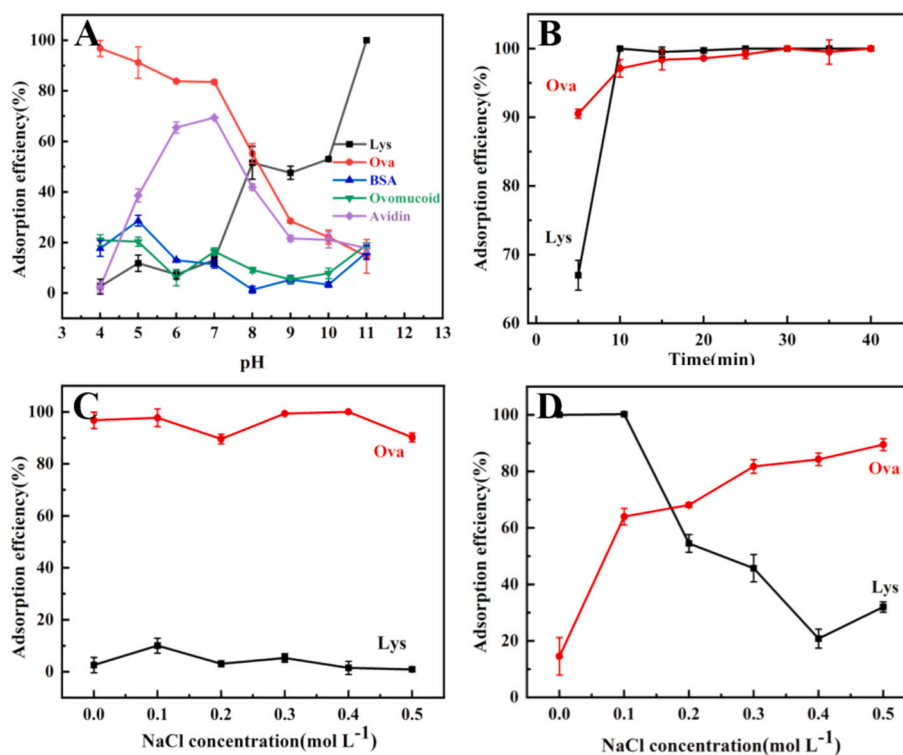 A
Adsorption effciency(%)
100
80
60
40
20
0
Lys
Ova
BSA
Ovomucoid
Avidin
3 4 5 6 7 8 9 10 11 12 13
pH
B
Adsorption efficiency(%)
100
90
80
70
60
Ova
Lys
0 10 20 30 40
Time(min)
C
Adsorption effciency(%)
100
80
60
40
20
0
Ova
Lys
0.0 0.1 0.2 0.3 0.4 0.5
NaCl concentration(mol L⁻¹)
D
Adsorption effciency(%)
100
80
60
40
20
0
Ova
Lys
0.0 0.1 0.2 0.3 0.4 0.5
NaCl concentration(mol L⁻¹)